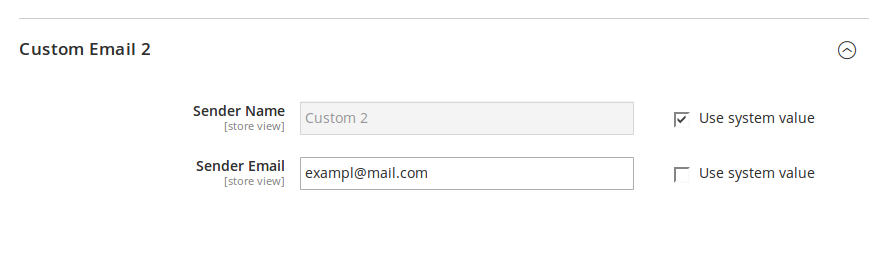 Custom Email 2
Sender Name
Custom 2
Use system value
[store view]
Sender Email
exampl@mail.com
Use system value
[store view]